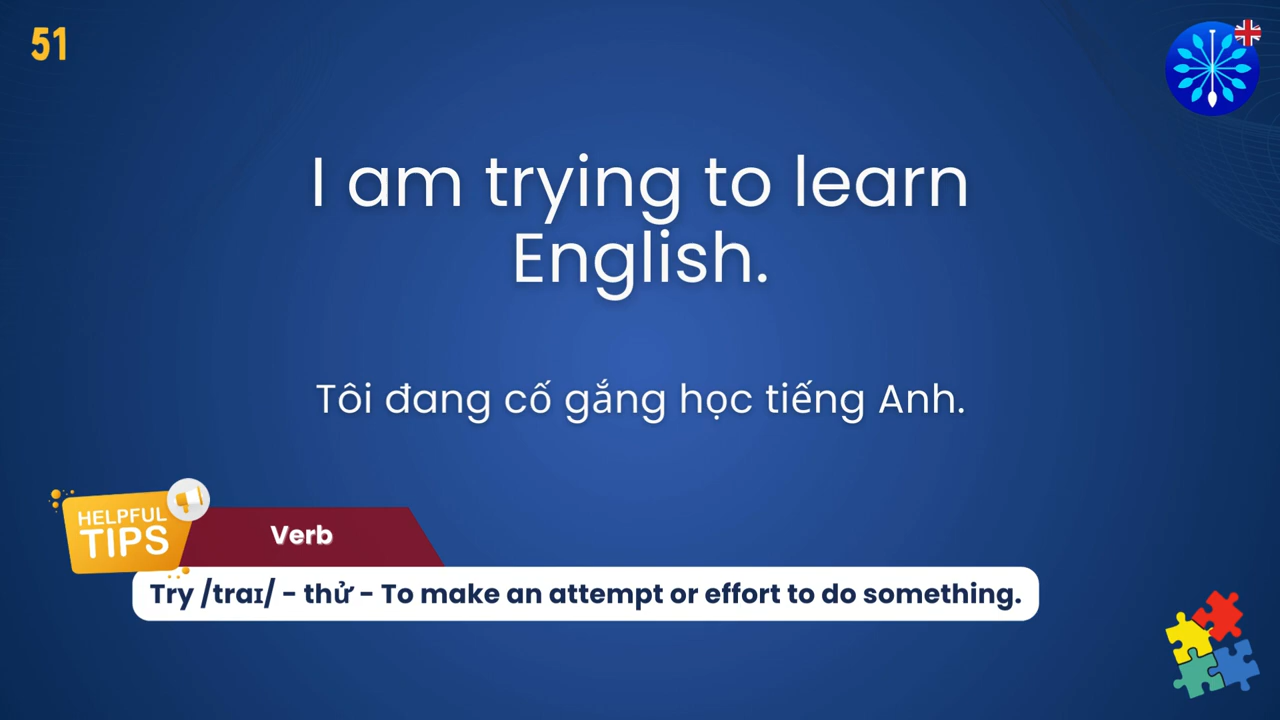 51
I am trying to learn
English.
Tôi đang cố gắng học tiếng Anh.
HELPFUL
TIPS
Verb
Try /traɪ/ - thử - To make an attempt or effort to do something.